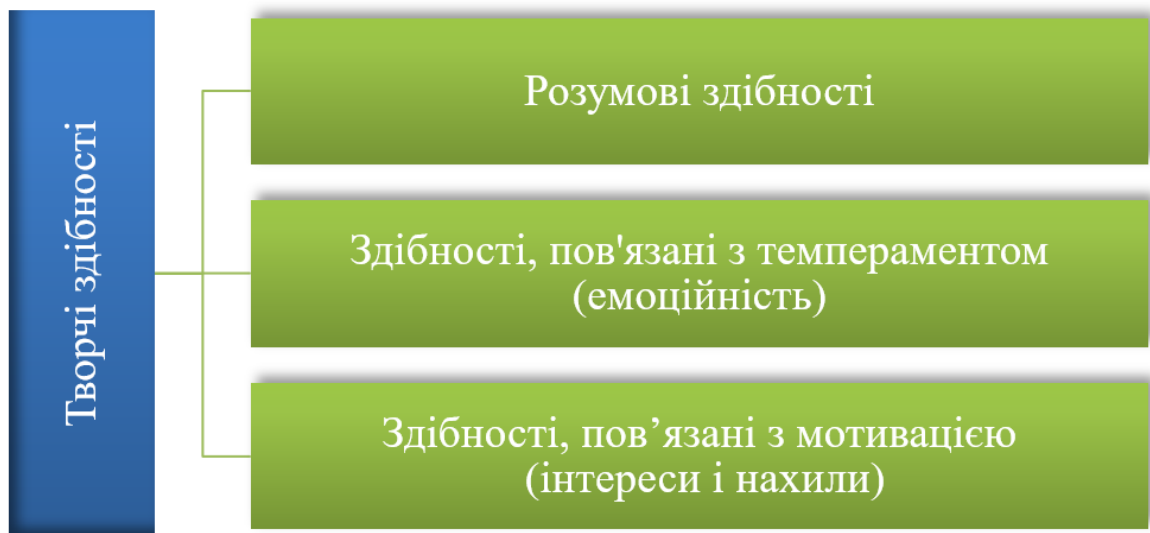 Творчі здібності
Розумові здібності
Здібності, пов'язані з темпераментом
(емоційність)
Здібності, пов’язані з мотивацією
(інтереси і нахили)